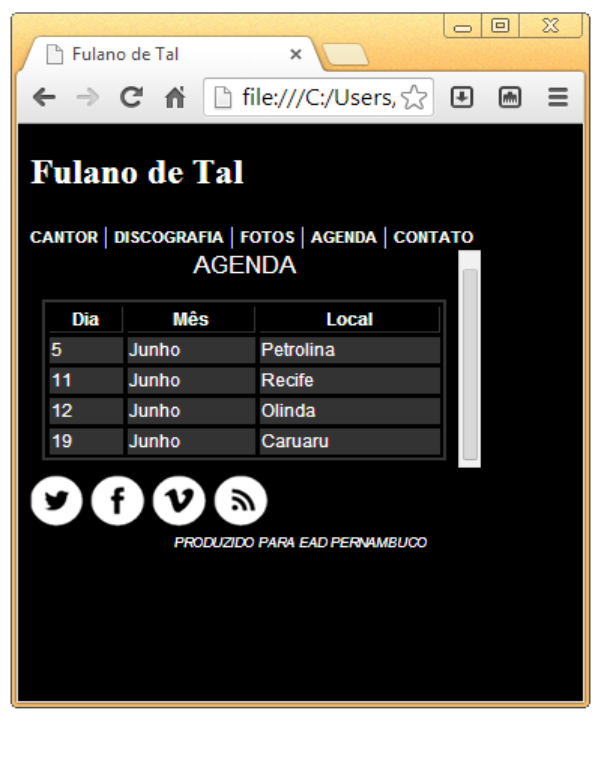 Fulano de Tal
file:///C:/Users,
Fulano de Tal
CANTOR | DISCOGRAFIA | FOTOS | AGENDA | CONTATO
AGENDA
Dia Mês Local
5 Junho Petrolina
11 Junho Recife
12 Junho Olinda
19 Junho Caruaru
PRODUZIDO PARA EAD PERNAMBUCO